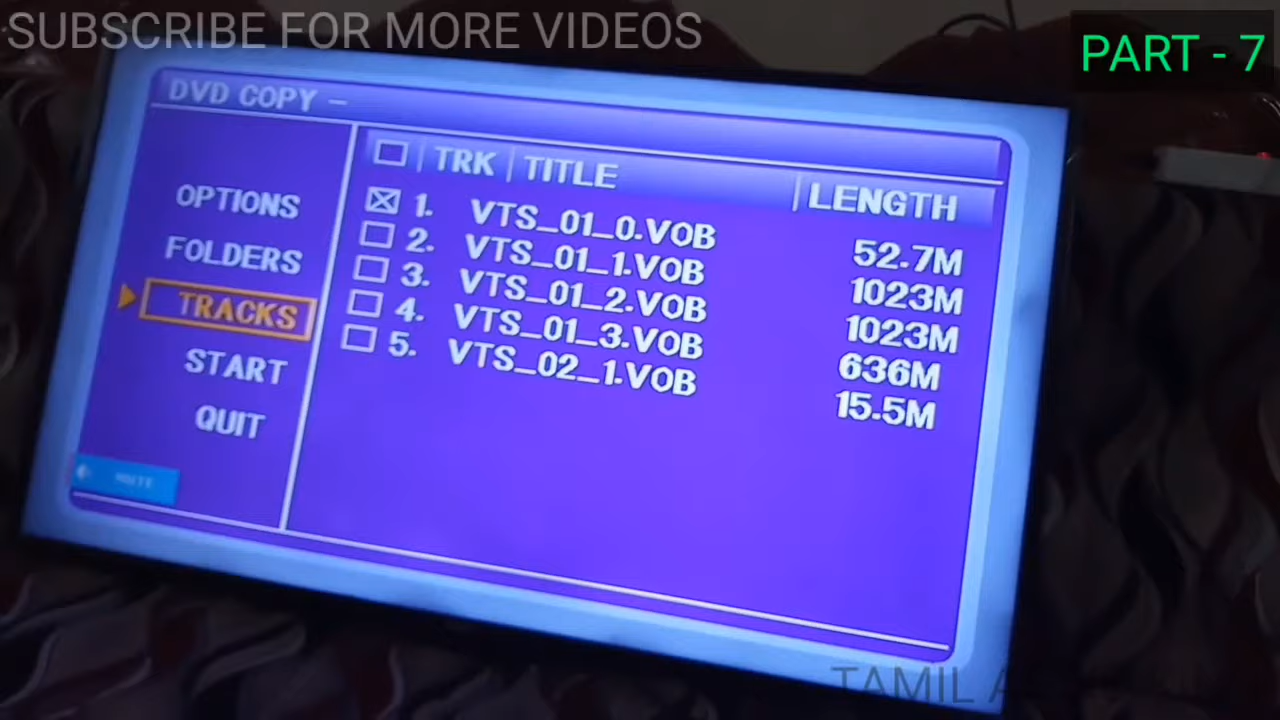 SUBSCRIBE FOR MORE VIDEOS
PART - 7
DVD COPY –
TRK TITLE LENGTH
1. VTS_01_0.VOB 52.7M
2. VTS_01_1.VOB 1023M
3. VTS_01_2.VOB 1023M
4. VTS_01_3.VOB 636M
5. VTS_02_1.VOB 15.5M
OPTIONS
FOLDERS
TRACKS
START
QUIT
MUTE
TAMIL